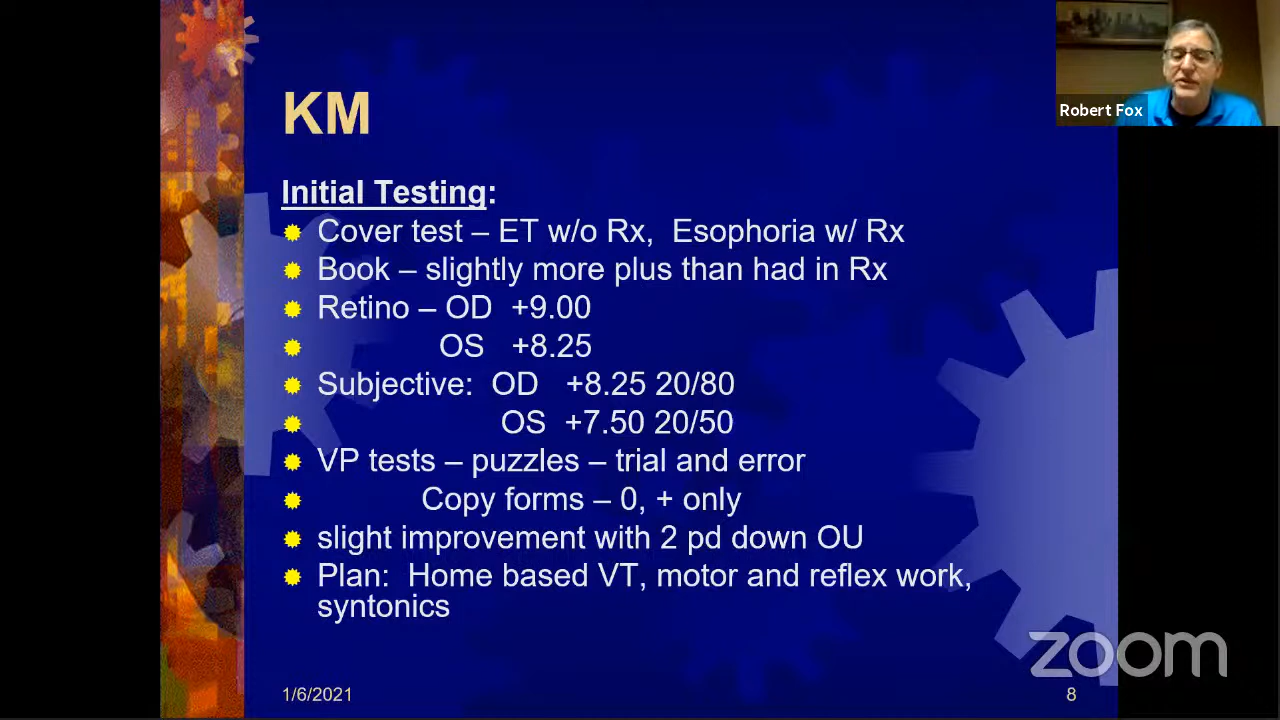 Robert Fox
KM
Initial Testing:
Cover test – ET w/o Rx, Esophoria w/ Rx
Book – slightly more plus than had in Rx
Retino – OD +9.00
OS +8.25
Subjective: OD +8.25 20/80
OS +7.50 20/50
VP tests – puzzles – trial and error
Copy forms – 0, + only
slight improvement with 2 pd down OU
Plan: Home based VT, motor and reflex work,
syntonics
zoom
1/6/2021
8